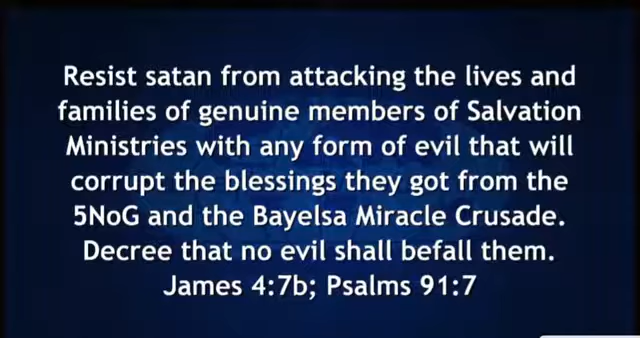 Resist satan from attacking the lives and
families of genuine members of Salvation
Ministries with any form of evil that will
corrupt the blessings they got from the
5NoG and the Bayelsa Miracle Crusade.
Decree that no evil shall befall them.
James 4:7b; Psalms 91:7